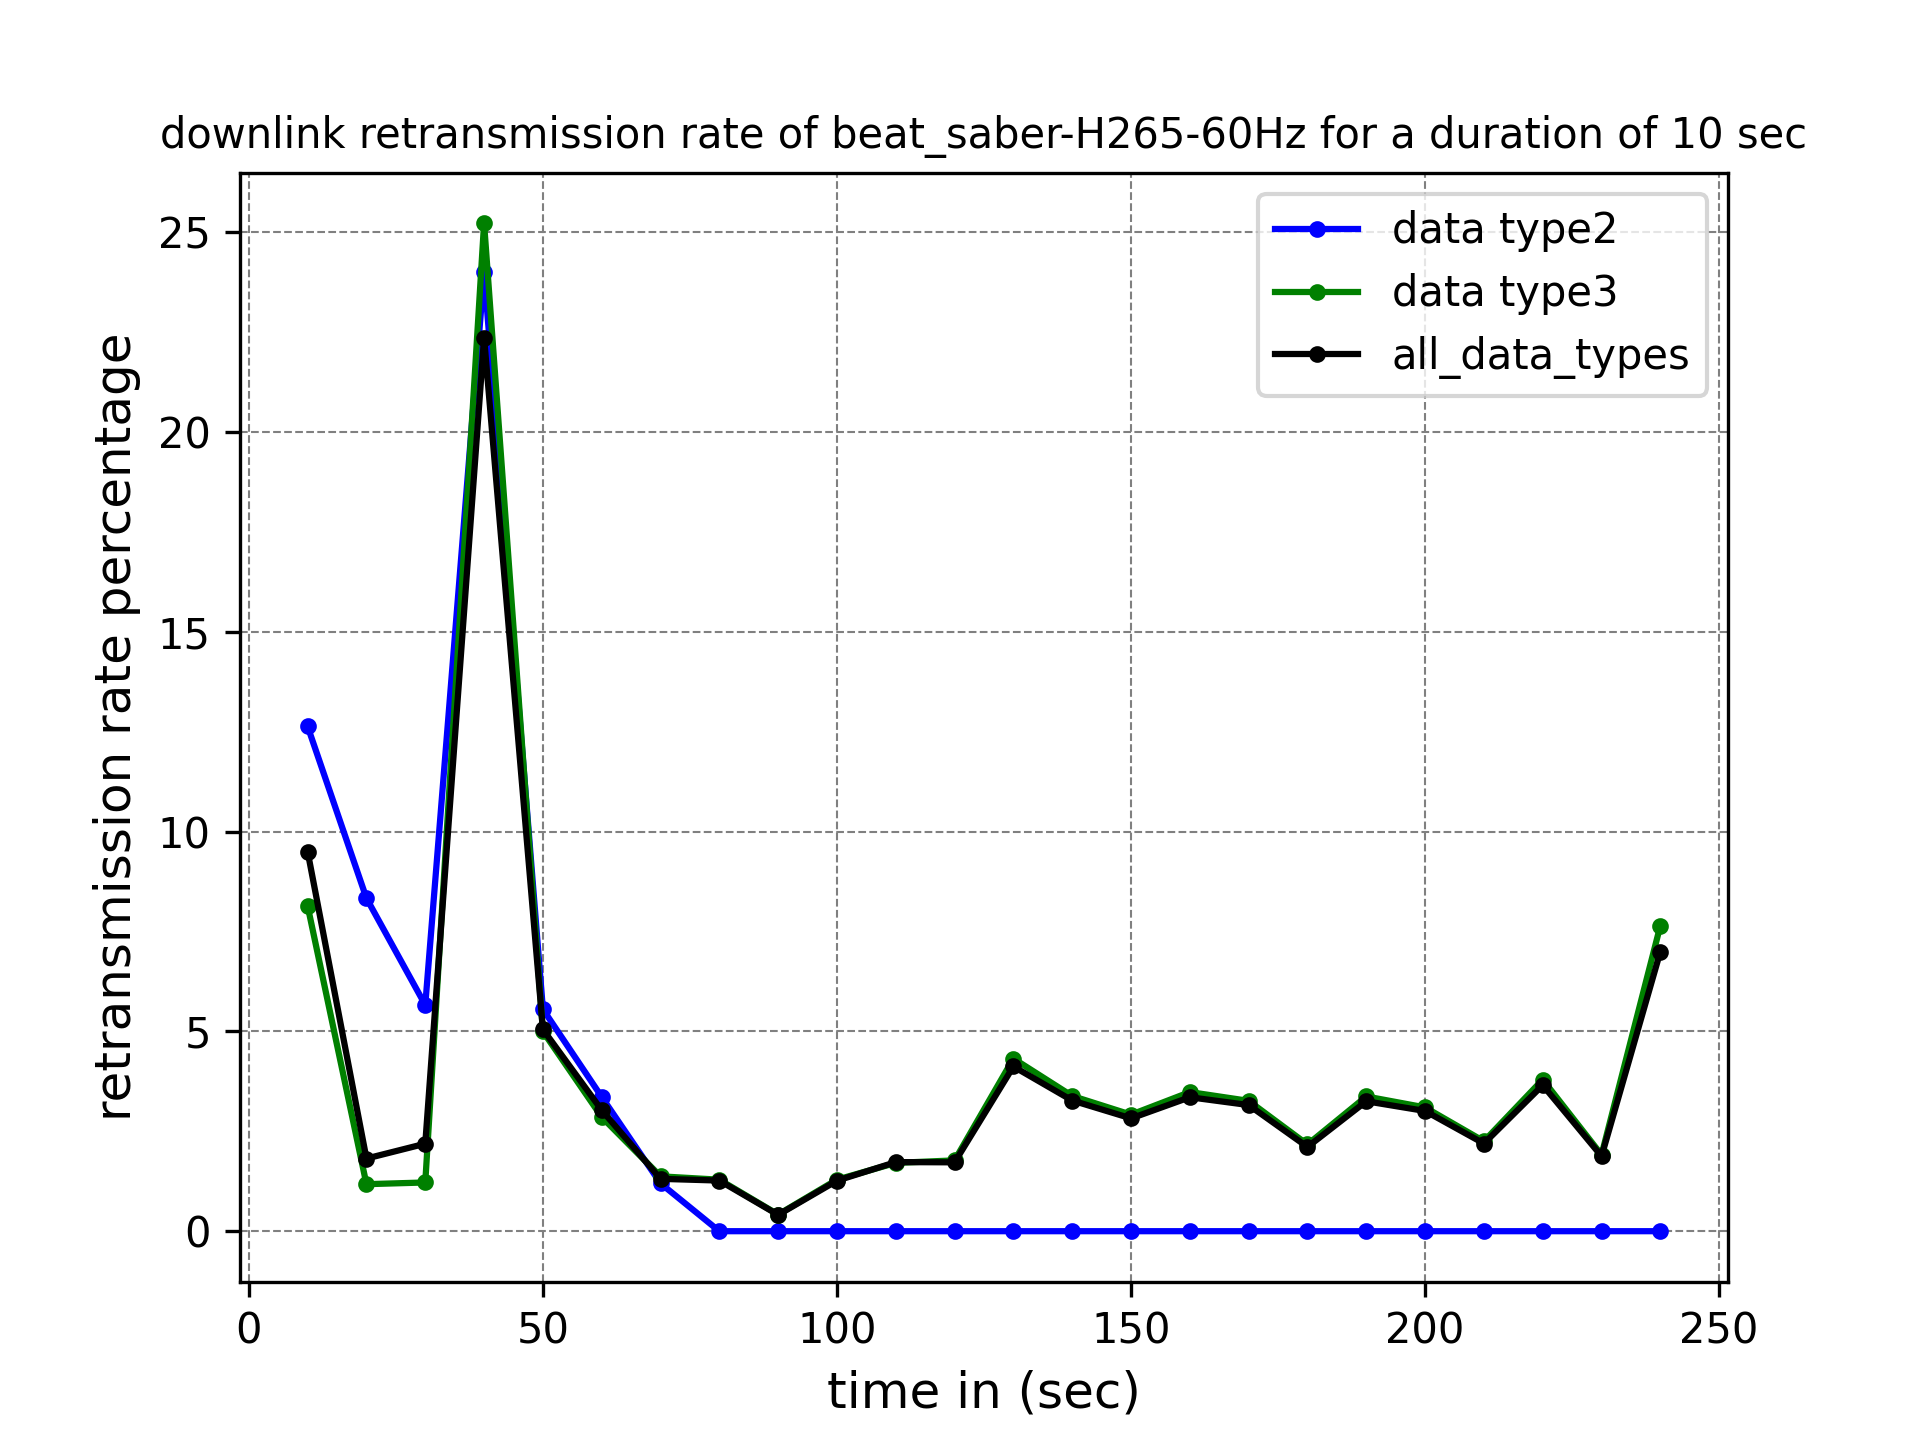 downlink retransmission rate of beat_saber-H265-60Hz for a duration of 10 sec
data type2
data type3
all_data_types
retransmission rate percentage
25
20
15
10
5
0
0 50 100 150 200 250
time in (sec)